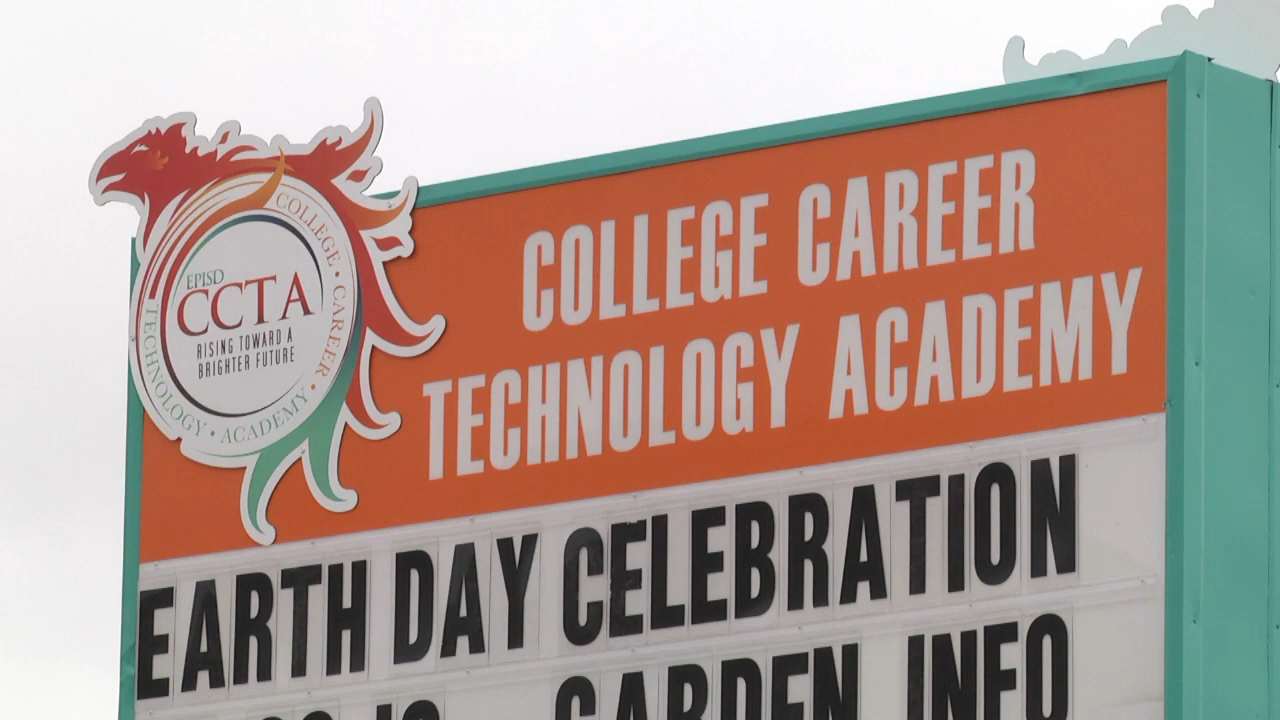 EPISD
CCTA
RISING TOWARD A
BRIGHTER FUTURE
COLLEGE • CAREER •
TECHNOLOGY • ACADEMY •
COLLEGE CAREER
TECHNOLOGY ACADEMY
EARTH DAY CELEBRATION
GARDEN INFO